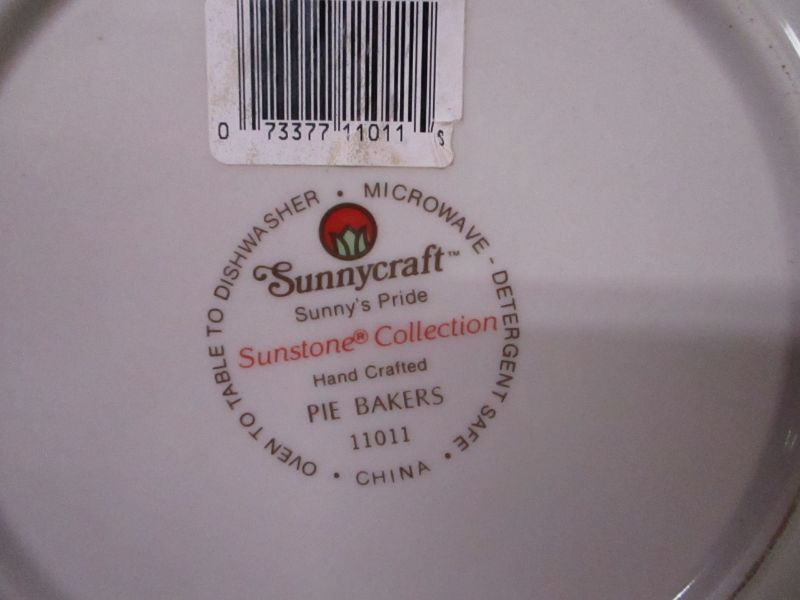 0 73377 11011 s
OVEN TO TABLE TO DISHWASHER • MICROWAVE - DETERGENT SAFE • CHINA •
Sunnycraft™
Sunny's Pride
Sunstone® Collection
Hand Crafted
PIE BAKERS
11011